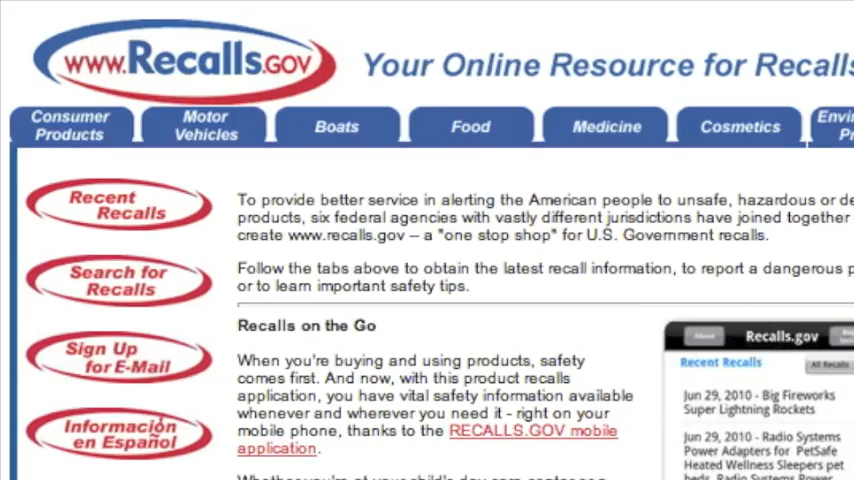 www.Recalls.GOV
Your Online Resource for Recalls
Consumer Products
Motor Vehicles
Boats
Food
Medicine
Cosmetics
Recent Recalls
Search for Recalls
Sign Up for E-Mail
Información en Español
To provide better service in alerting the American people to unsafe, hazardous or
products, six federal agencies with vastly different jurisdictions have joined together
create www.recalls.gov – a "one stop shop" for U.S. Government recalls.
Follow the tabs above to obtain the latest recall information, to report a dangerous
or to learn important safety tips.
Recalls on the Go
When you're buying and using products, safety
comes first. And now, with this product recalls
application, you have vital safety information available
whenever and wherever you need it - right on your
mobile phone, thanks to the RECALLS.GOV mobile
application.
About
Recalls.gov
Recent Recalls
All Recalls
Jun 29, 2010 - Big Fireworks
Super Lightning Rockets
Jun 29, 2010 - Radio Systems
Power Adapters for PetSafe
Heated Wellness Sleepers pet
beds, Radio Systems Power